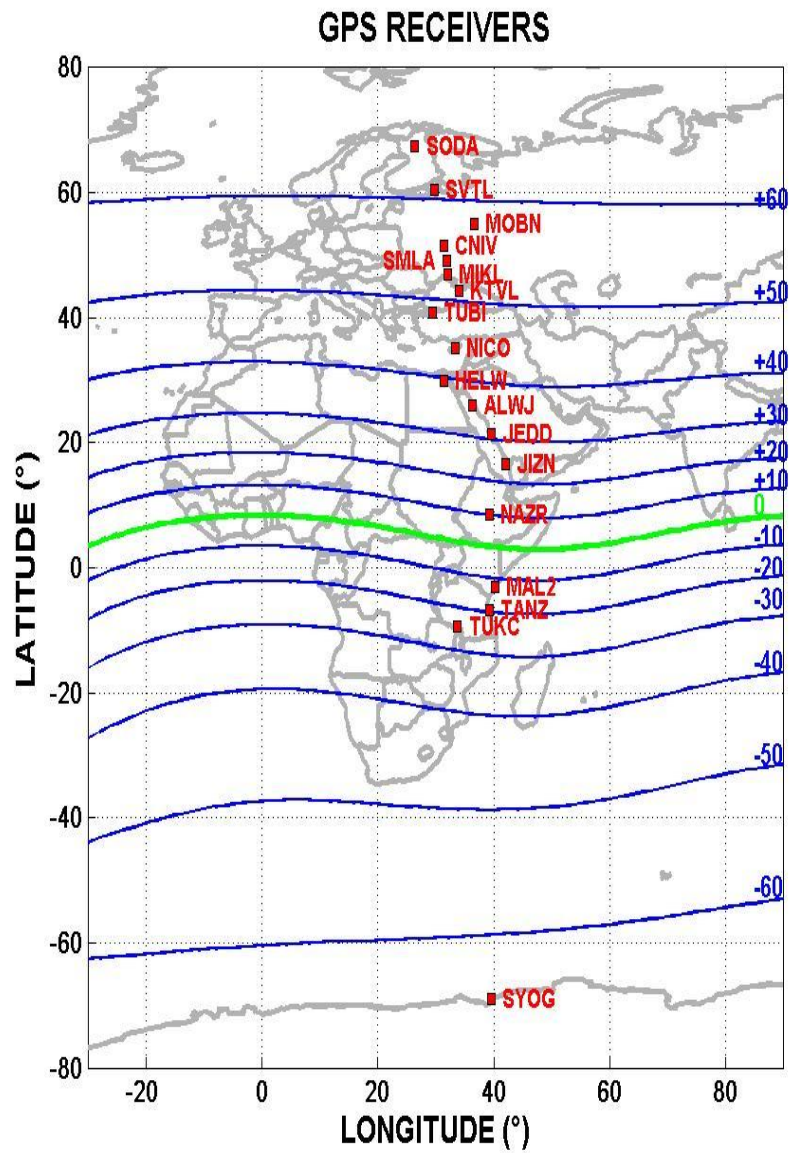 GPS RECEIVERS
80
SODA
60
SVTL
+60
MOBN
CNIV
SMLA
MIKL
KTVL
+50
40
TUBI
NICO
+40
HELW
ALWJ
+30
20
JEDD
+20
JIZN
+10
NAZR
0
-10
0
-20
MAL2
-30
TANZ
TUKC
-40
-20
-50
-40
-60
-60
SYOG
-80
-20 0 20 40 60 80
LATITUDE (°)
LONGITUDE (°)